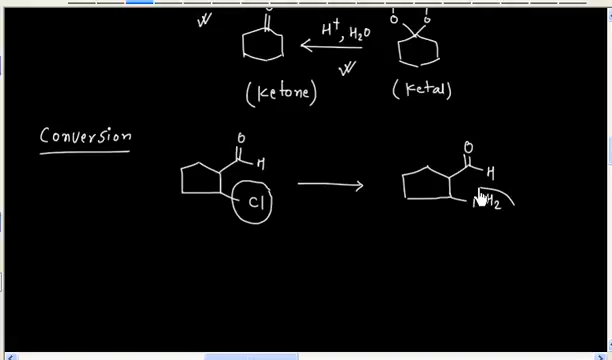 O O
H+, H2O
(Ketone)
(Ketal)
Conversion
O
H
Cl
O
H
NH2